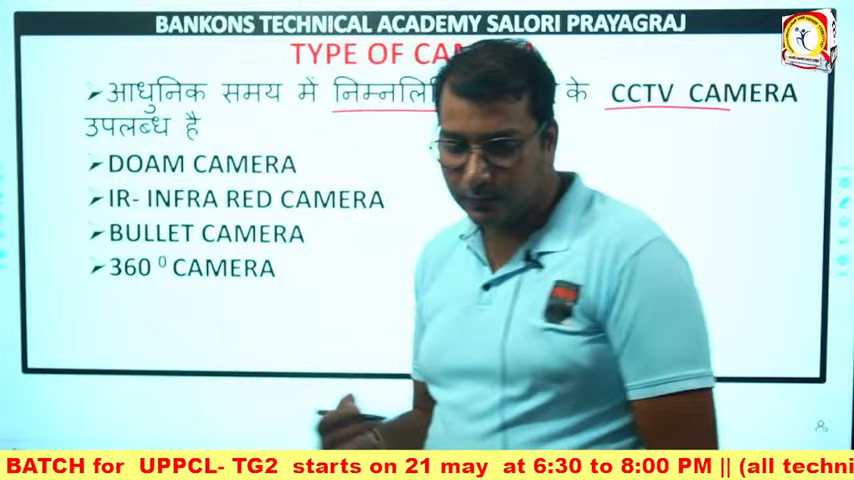 BANKONS TECHNICAL ACADEMY SALORI PRAYAGRAJ
TYPE OF
➢आधुनिक समय में के CCTV CAMERA
उपलब्ध है
➢DOAM CAMERA
➢IR- INFRA RED CAMERA
➢BULLET CAMERA
➢360 ⁰ CAMERA
BATCH for UPPCL- TG2 starts on 21 may at 6:30 to 8:00 PM || (all techni